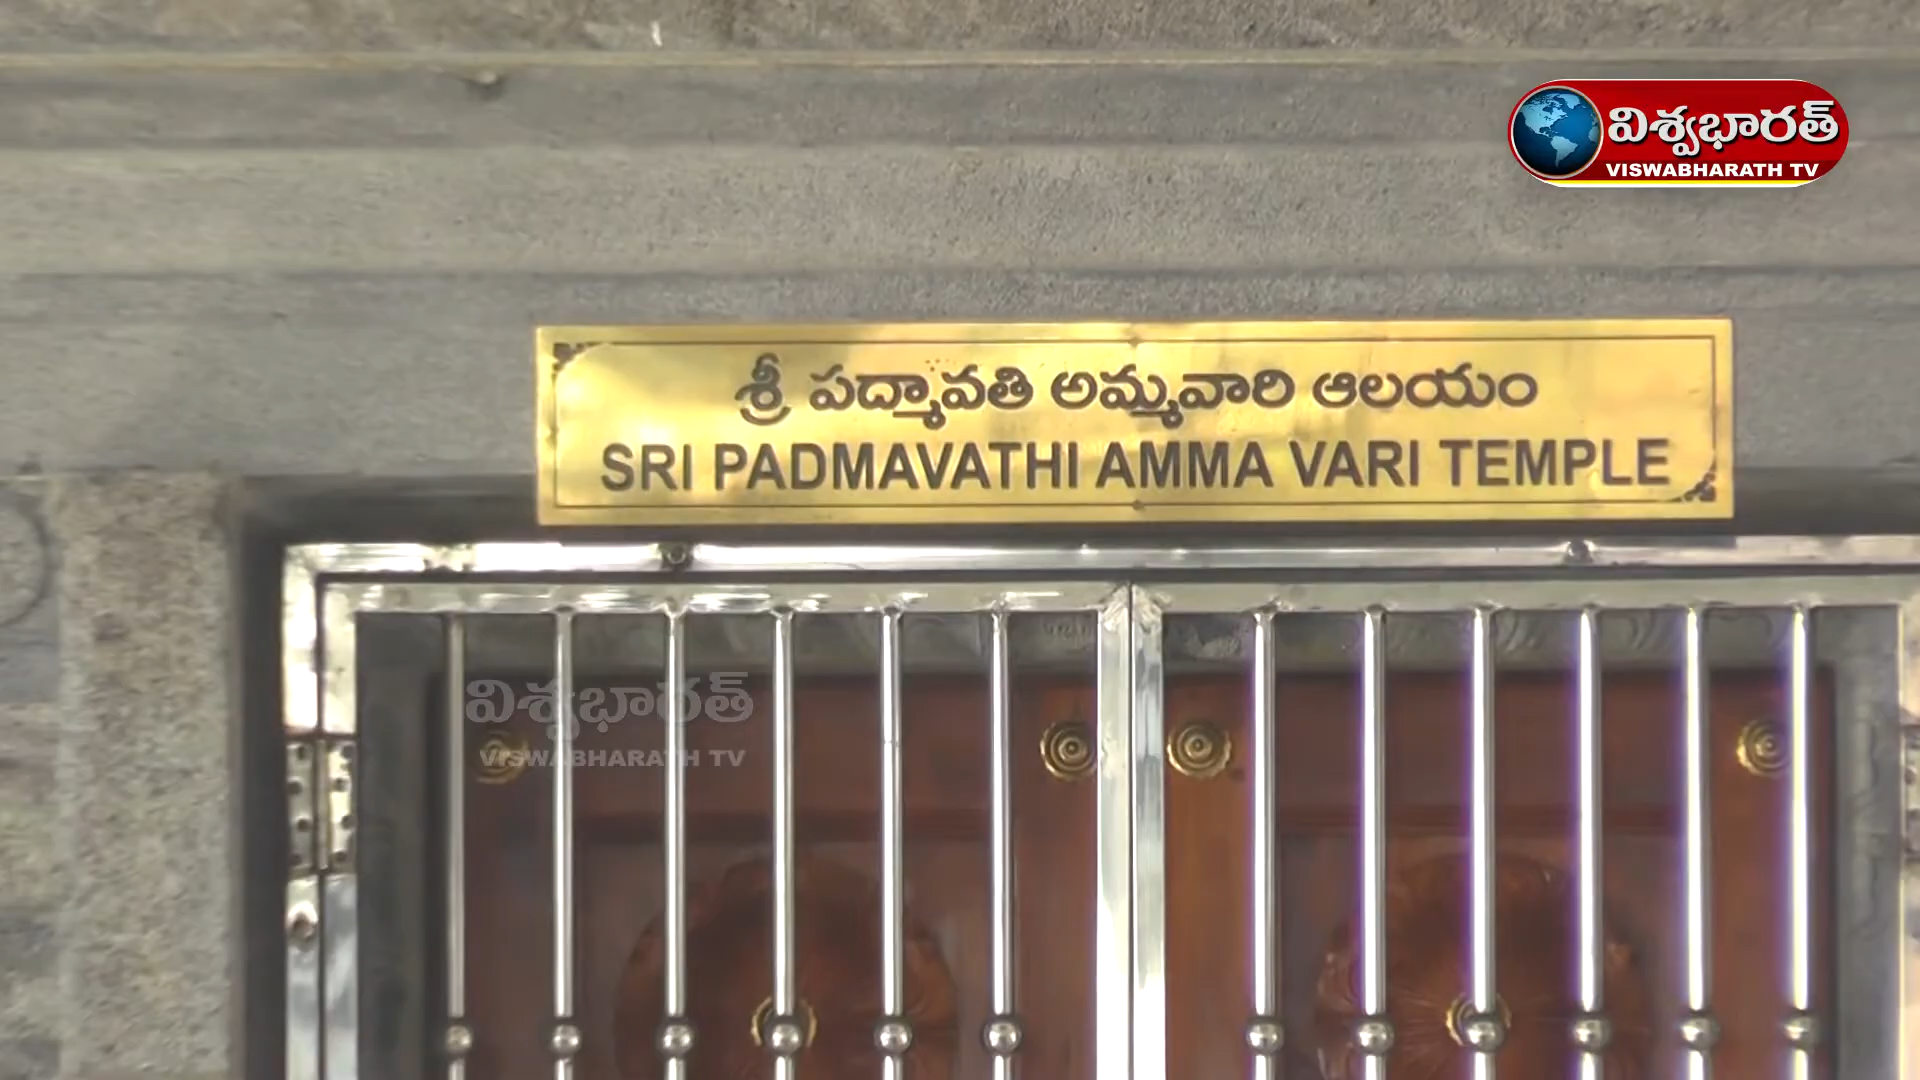 విశ్వభారత్
VISWABHARATH TV
శ్రీ పద్మావతి అమ్మవారి ఆలయం
SRI PADMAVATHI AMMA VARI TEMPLE
విశ్వభారత్
VISWABHARATH TV